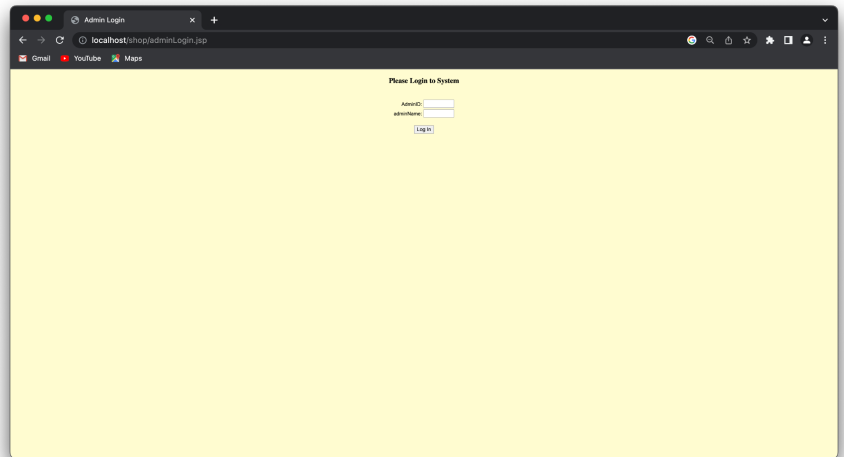 Admin Login
localhost/shop/adminLogin.jsp
Gmail YouTube Maps
Please Login to System
AdminID:
adminName:
Log In